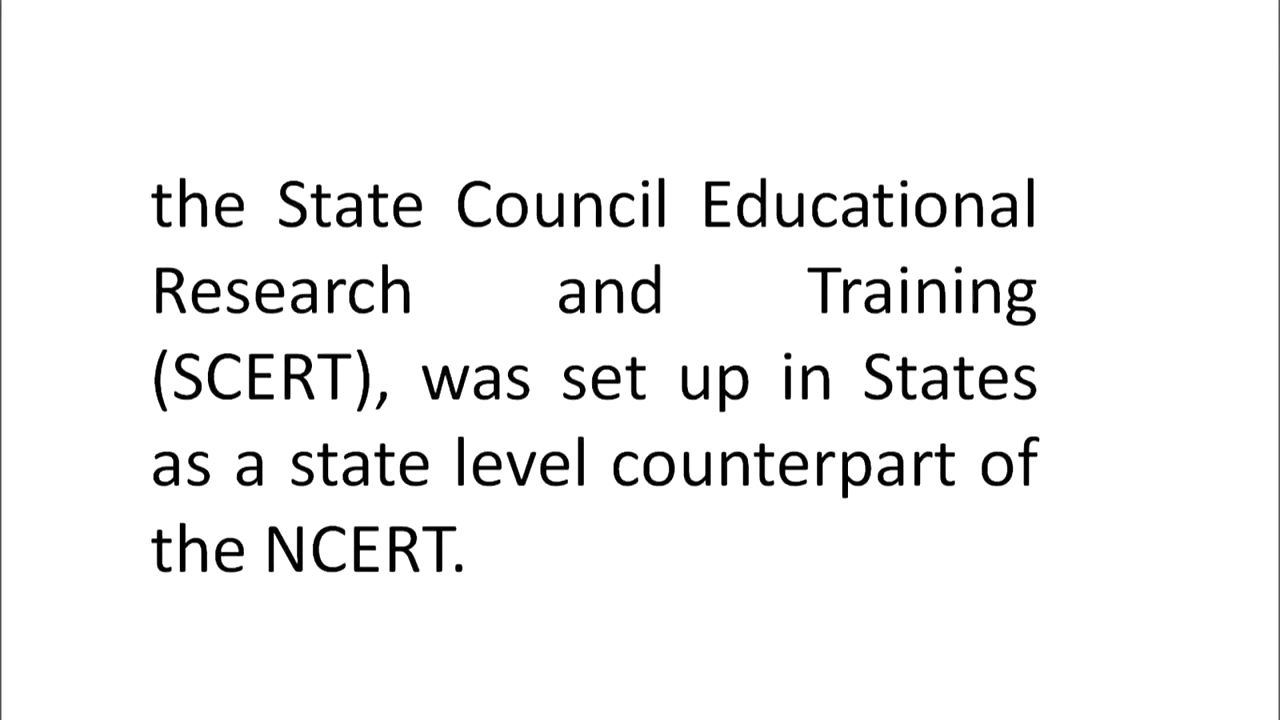 the State Council Educational
Research and Training
(SCERT), was set up in States
as a state level counterpart of
the NCERT.